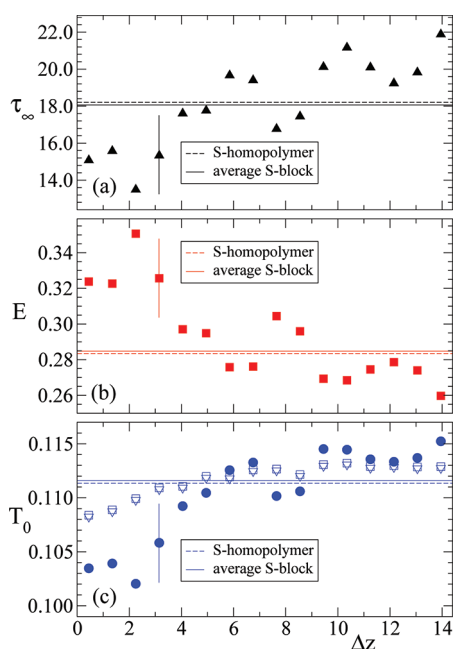 22.0
20.0
τ∞
18.0
16.0
14.0
S-homopolymer
average S-block
(a)
0.34
0.32
E
0.30
0.28
0.26
S-homopolymer
average S-block
(b)
0.115
0.110
T0
0.105
0.100
S-homopolymer
average S-block
(c)
0 2 4 6 8 10 12 14
Δz